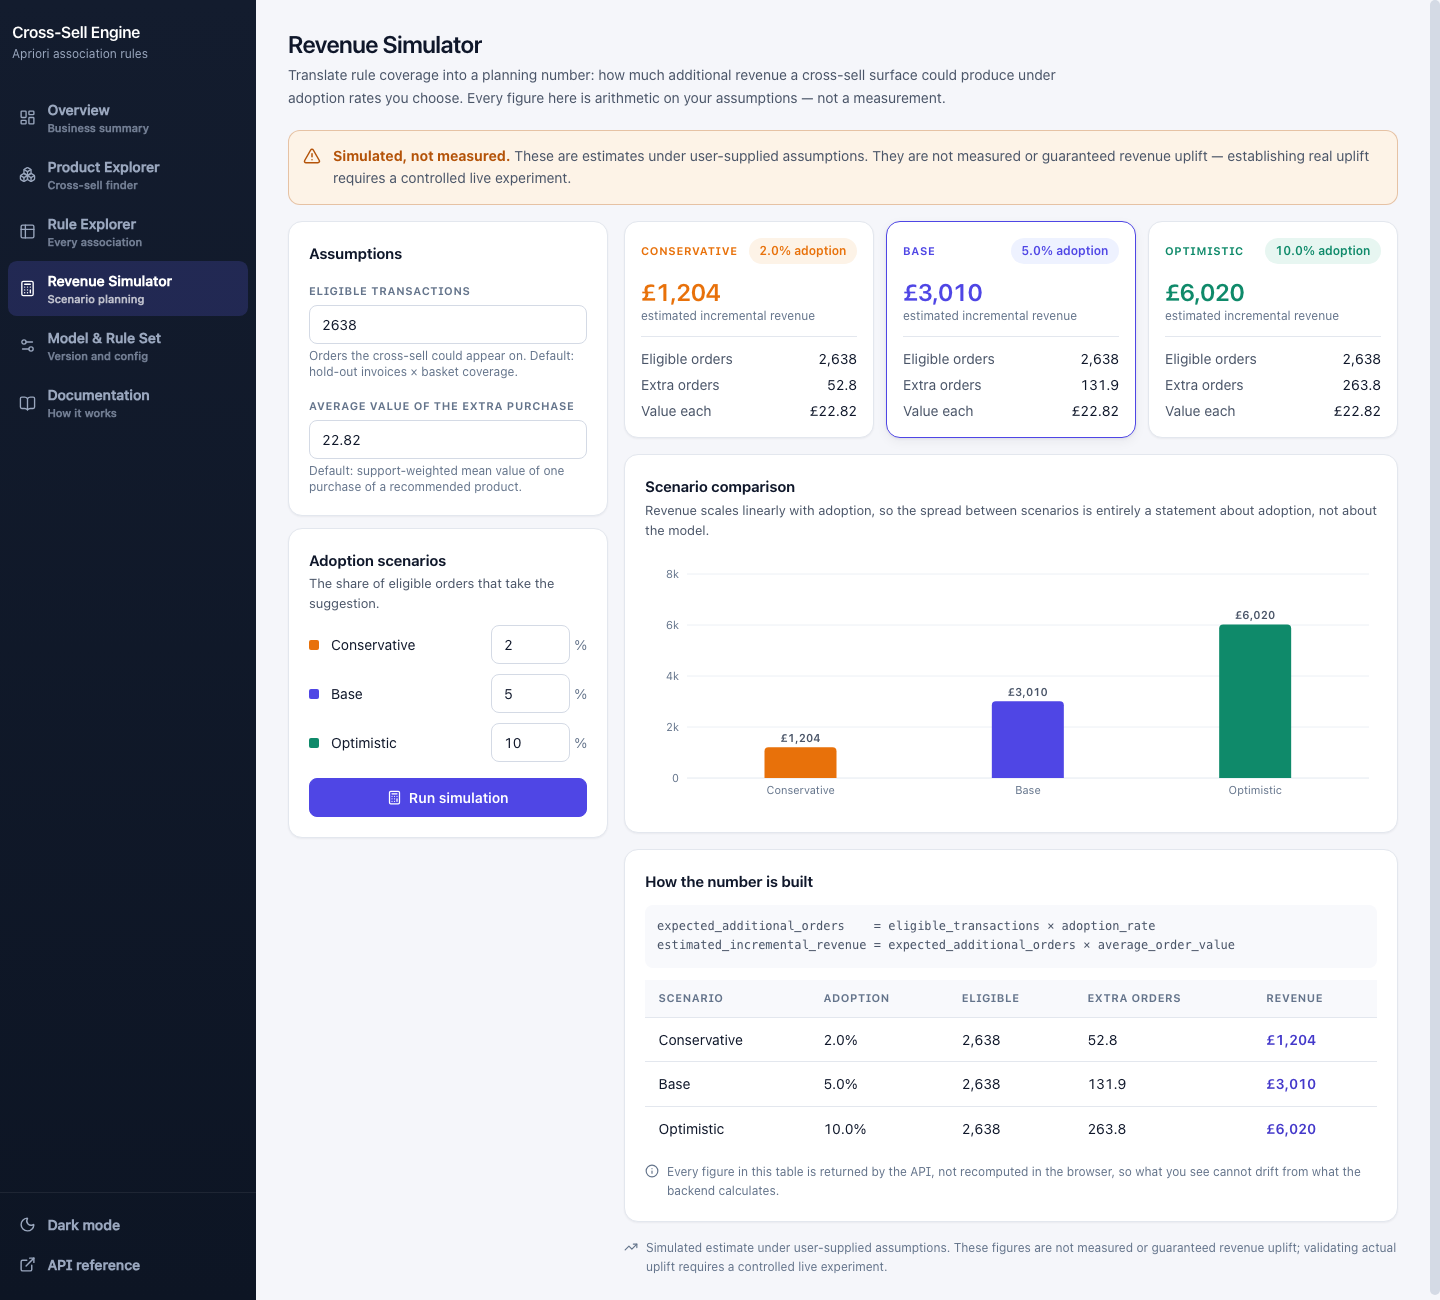 Cross-Sell Engine
Apriori association rules
Overview
Business summary
Product Explorer
Cross-sell finder
Rule Explorer
Every association
Revenue Simulator
Scenario planning
Model & Rule Set
Version and config
Documentation
How it works
Dark mode
API reference
Revenue Simulator
Translate rule coverage into a planning number: how much additional revenue a cross-sell surface could produce under
adoption rates you choose. Every figure here is arithmetic on your assumptions — not a measurement.
Simulated, not measured. These are estimates under user-supplied assumptions. They are not measured or guaranteed revenue uplift — establishing real uplift
requires a controlled live experiment.
Assumptions
ELIGIBLE TRANSACTIONS
2638
Orders the cross-sell could appear on. Default:
hold-out invoices × basket coverage.
AVERAGE VALUE OF THE EXTRA PURCHASE
22.82
Default: support-weighted mean value of one
purchase of a recommended product.
Adoption scenarios
The share of eligible orders that take the
suggestion.
Conservative 2 %
Base 5 %
Optimistic 10 %
Run simulation
CONSERVATIVE 2.0% adoption
£1,204
estimated incremental revenue
Eligible orders 2,638
Extra orders 52.8
Value each £22.82
BASE 5.0% adoption
£3,010
estimated incremental revenue
Eligible orders 2,638
Extra orders 131.9
Value each £22.82
OPTIMISTIC 10.0% adoption
£6,020
estimated incremental revenue
Eligible orders 2,638
Extra orders 263.8
Value each £22.82
Scenario comparison
Revenue scales linearly with adoption, so the spread between scenarios is entirely a statement about adoption, not about
the model.
8k
6k
4k
2k
0
£1,204
£3,010
£6,020
Conservative Base Optimistic
How the number is built
expected_additional_orders = eligible_transactions × adoption_rate
estimated_incremental_revenue = expected_additional_orders × average_order_value
SCENARIO ADOPTION ELIGIBLE EXTRA ORDERS REVENUE
Conservative 2.0% 2,638 52.8 £1,204
Base 5.0% 2,638 131.9 £3,010
Optimistic 10.0% 2,638 263.8 £6,020
Every figure in this table is returned by the API, not recomputed in the browser, so what you see cannot drift from what the
backend calculates.
Simulated estimate under user-supplied assumptions. These figures are not measured or guaranteed revenue uplift; validating actual
uplift requires a controlled live experiment.